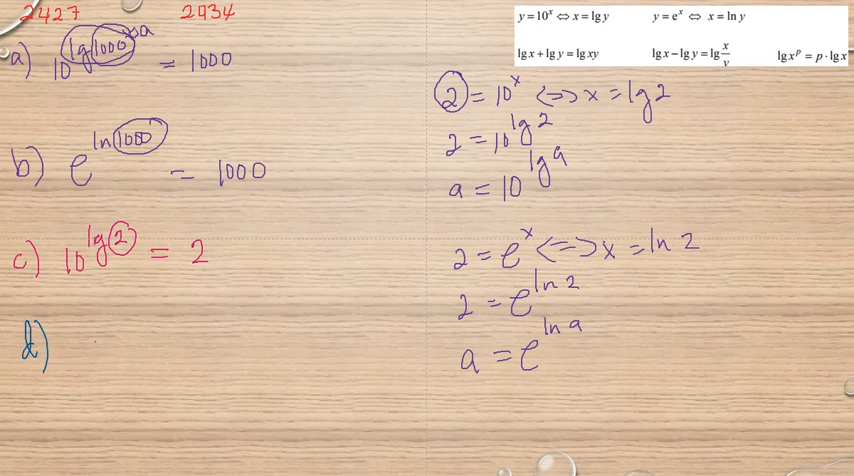 2427 2434
y = 10^x ⇔ x = lg y y = e^x ⇔ x = ln y
lg x + lg y = lg xy lg x − lg y = lg x/y lg x^p = p · lg x
a) 10^lg 1000 = 1000
a
b) e^ln 1000 = 1000
c) 10^lg 2 = 2
d)
2 = 10^x <=> x = lg 2
2 = 10^lg 2
a = 10^lg a
2 = e^x <=> x = ln 2
2 = e^ln 2
a = e^ln a